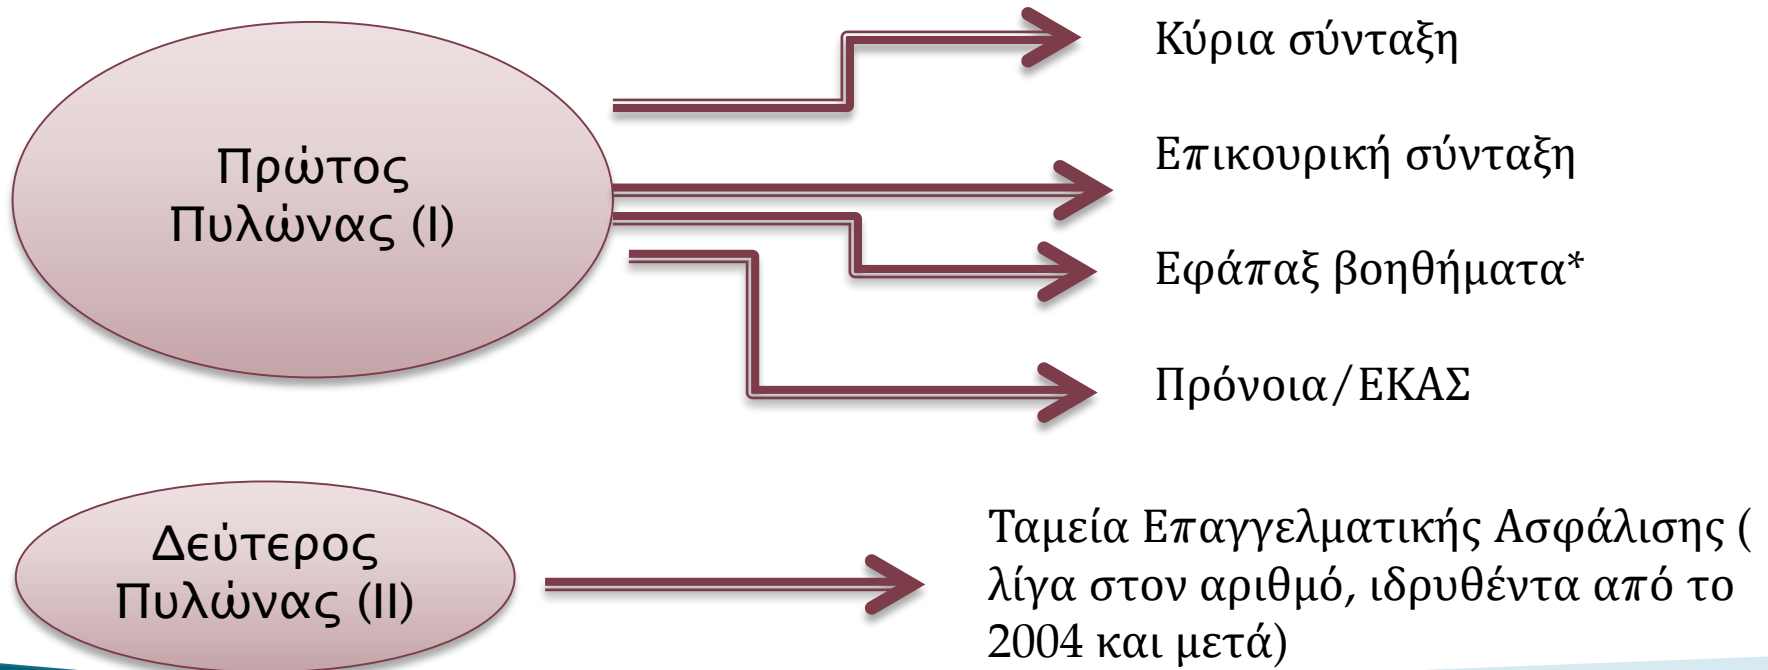 Πρώτος
Πυλώνας (I)
Κύρια σύνταξη
Επικουρική σύνταξη
Εφάπαξ βοηθήματα*
Πρόνοια/ΕΚΑΣ
Δεύτερος
Πυλώνας (II)
Ταμεία Επαγγελματικής Ασφάλισης (
λίγα στον αριθμό, ιδρυθέντα από το
2004 και μετά)